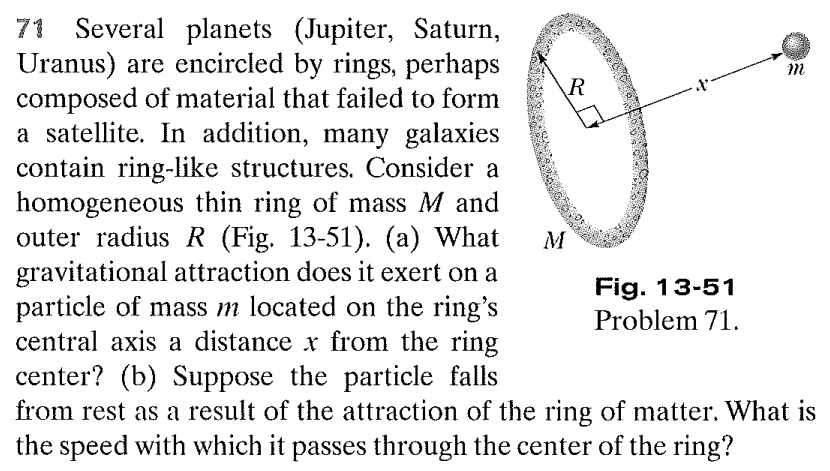 71 Several planets (Jupiter, Saturn,
Uranus) are encircled by rings, perhaps
composed of material that failed to form
a satellite. In addition, many galaxies
contain ring-like structures. Consider a
homogeneous thin ring of mass M and
outer radius R (Fig. 13-51). (a) What
gravitational attraction does it exert on a
particle of mass m located on the ring's
central axis a distance x from the ring
center? (b) Suppose the particle falls
from rest as a result of the attraction of the ring of matter. What is
the speed with which it passes through the center of the ring?
R
x
m
M
Fig. 13-51
Problem 71.